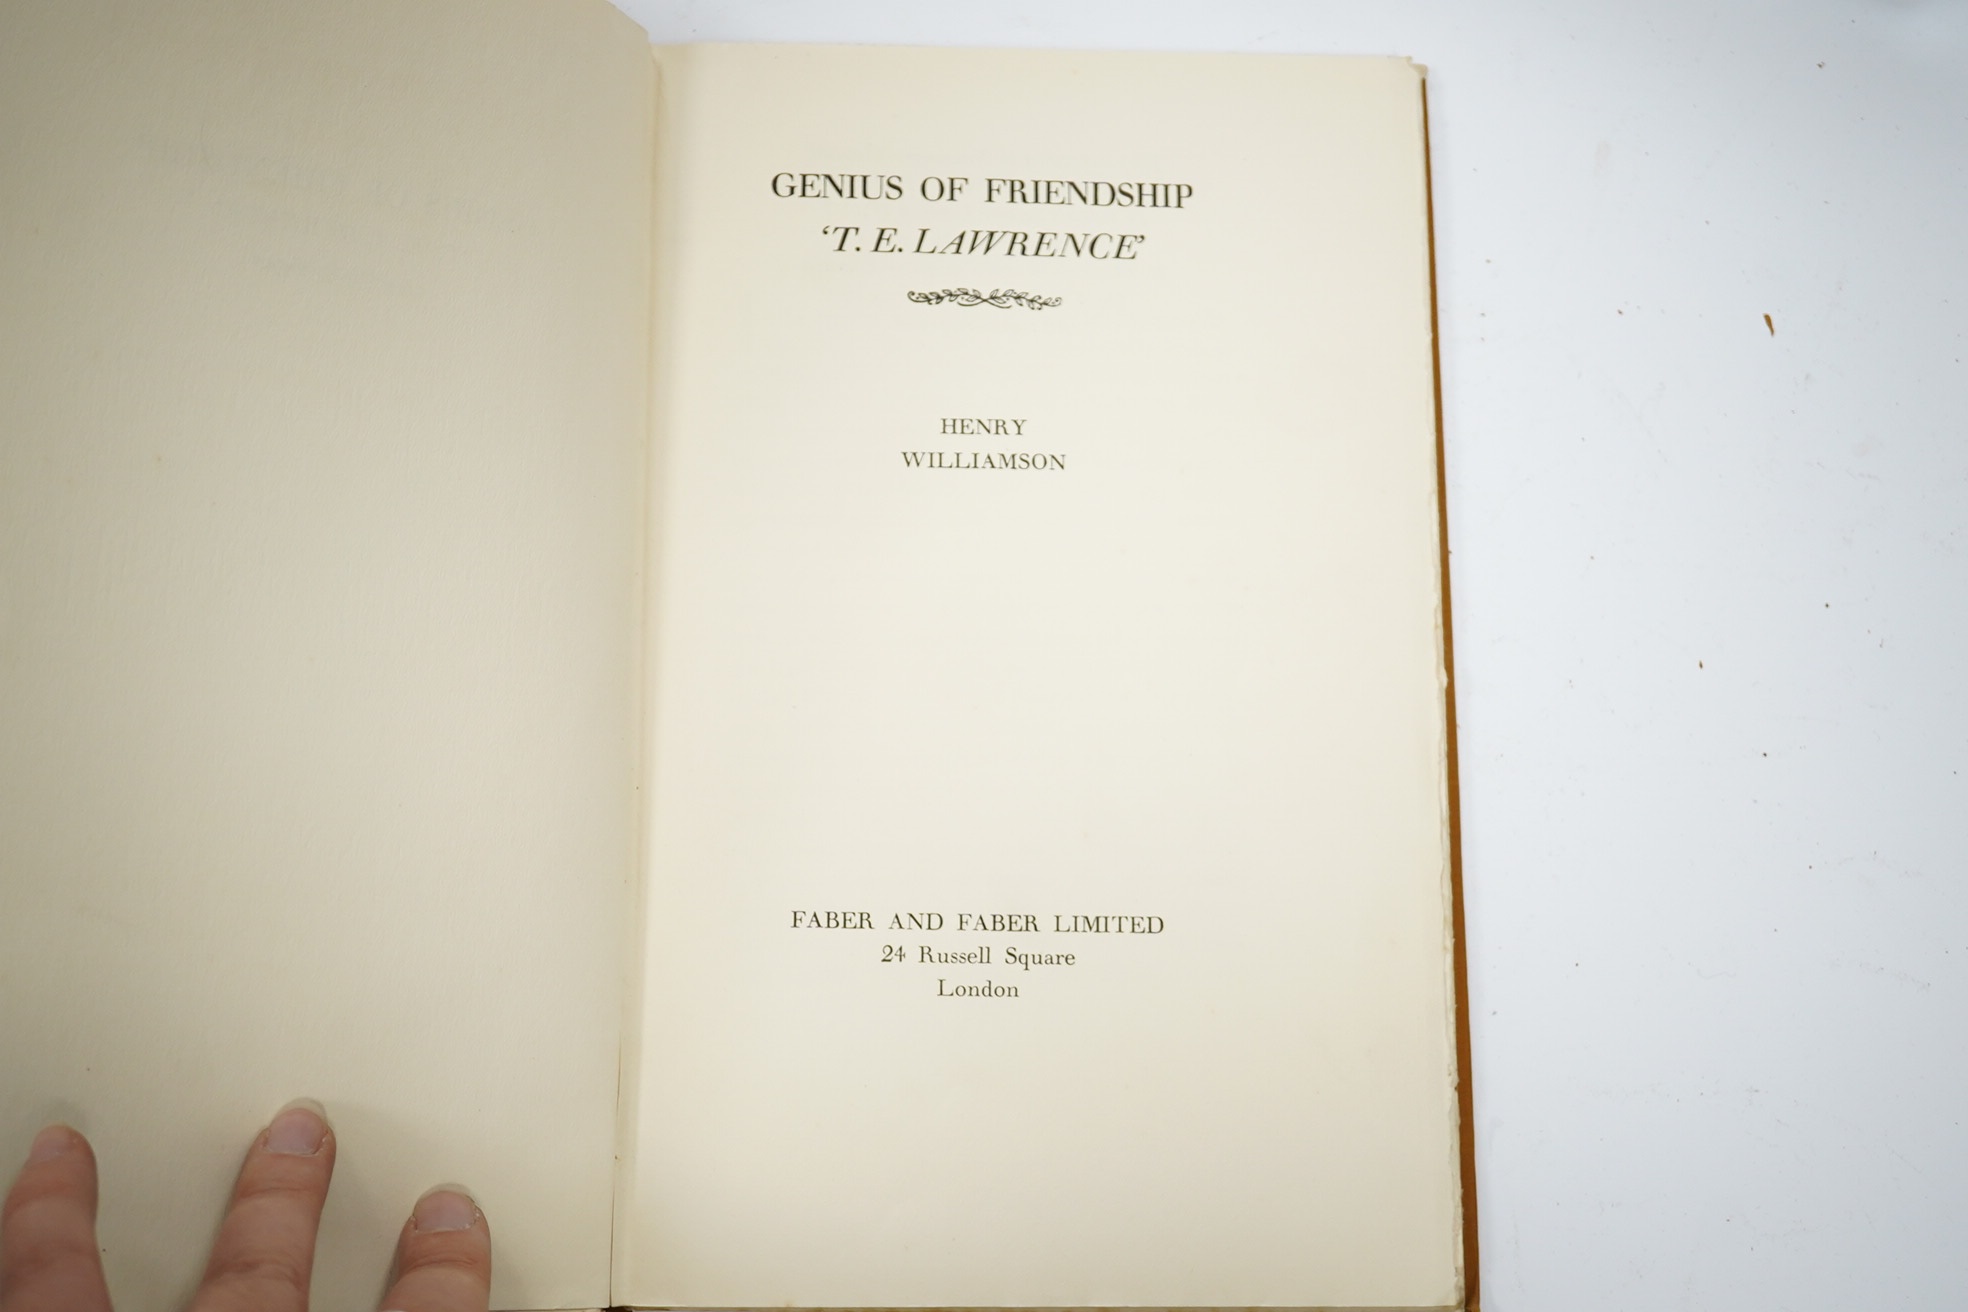 GENIUS OF FRIENDSHIP
‘T. E. LAWRENCE’
HENRY
WILLIAMSON
FABER AND FABER LIMITED
24 Russell Square
London